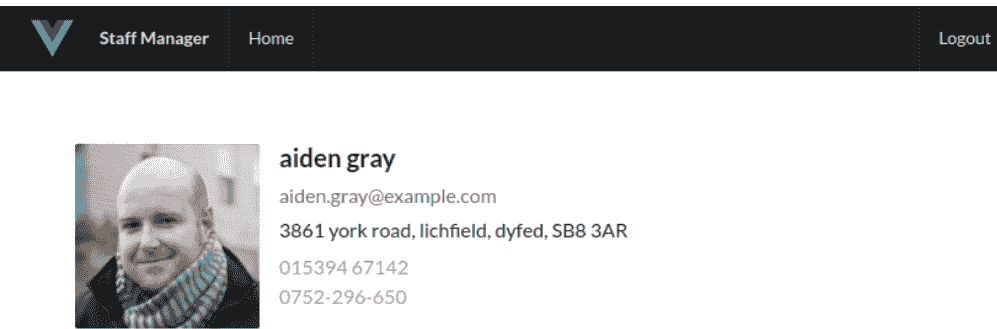 Staff Manager Home Logout
aiden gray
aiden.gray@example.com
3861 york road, lichfield, dyfed, SB8 3AR
015394 67142
0752-296-650